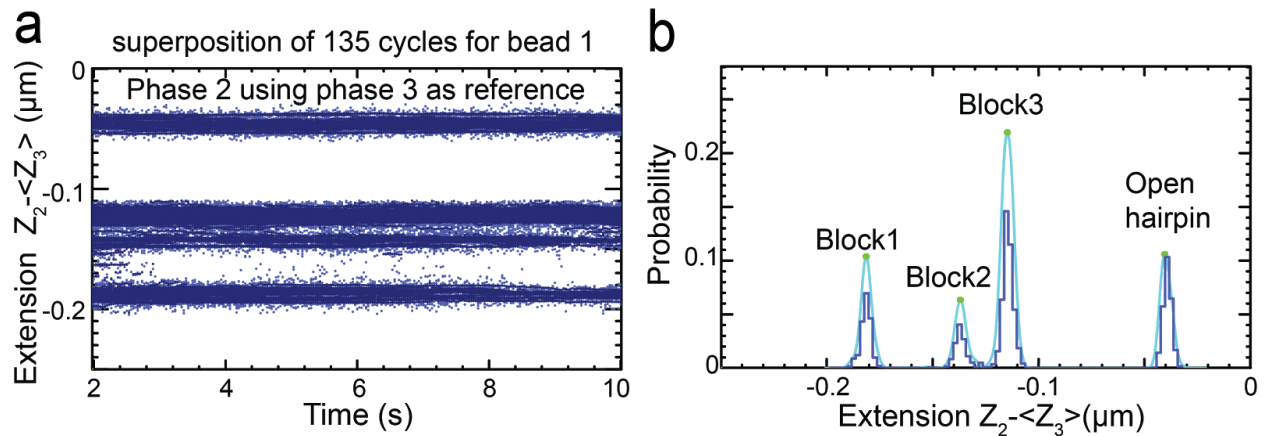 a
superposition of 135 cycles for bead 1
Phase 2 using phase 3 as reference
Extension Z2-<Z3> (µm)
0
-0.1
-0.2
2
4
6
8
10
Time (s)
b
Block1
Block2
Block3
Open
hairpin
Probability
0.2
0.1
0
-0.2
-0.1
0
Extension Z2-<Z3>(µm)